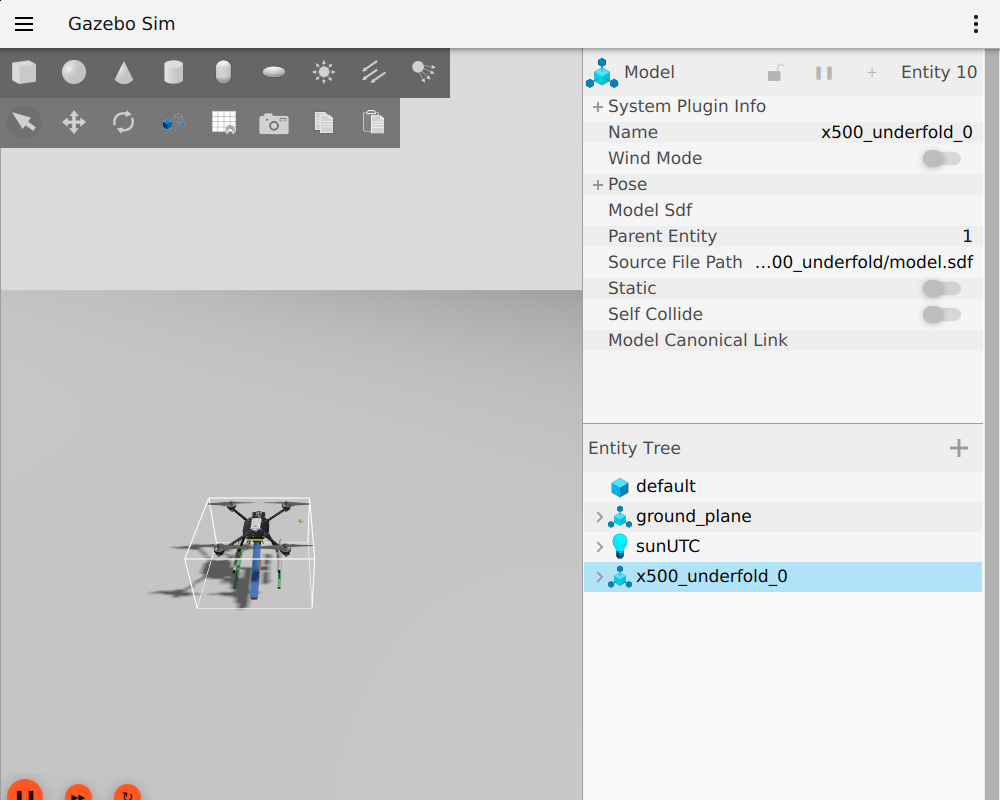 Gazebo Sim
Model
Entity 10
System Plugin Info
Name
x500_underfold_0
Wind Mode
Pose
Model Sdf
Parent Entity
1
Source File Path
...00_underfold/model.sdf
Static
Self Collide
Model Canonical Link
Entity Tree
default
ground_plane
sunUTC
x500_underfold_0